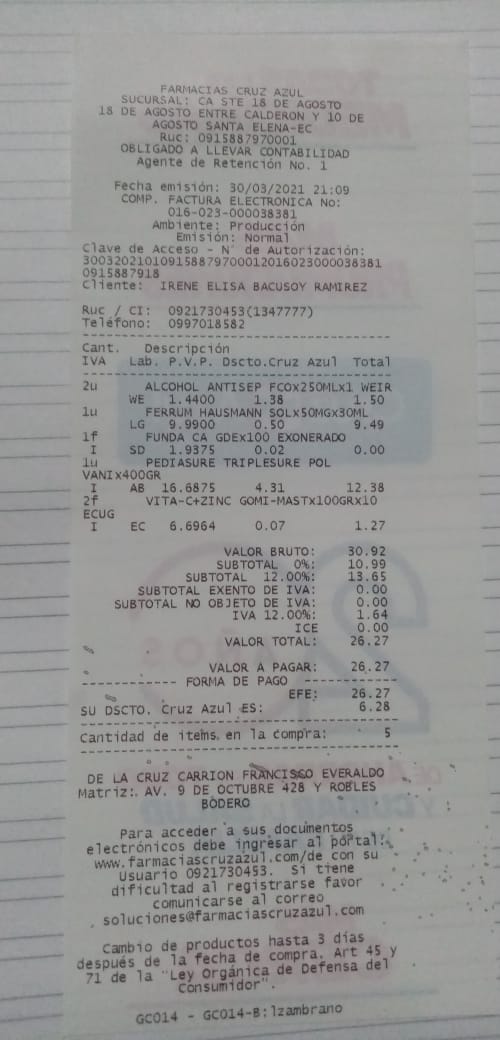 FARMACIAS CRUZ AZUL
SUCURSAL: CA STE 18 DE AGOSTO
18 DE AGOSTO ENTRE CALDERON Y 10 DE
AGOSTO SANTA ELENA-EC
Ruc: 0915887970001
OBLIGADO A LLEVAR CONTABILIDAD
Agente de Retención No. 1
Fecha emisión: 30/03/2021 21:09
COMP. FACTURA ELECTRONICA No:
016-023-000038381
Ambiente: Producción
Emisión: Normal
Clave de Acceso - N° de Autorización:
300320210109158879700012016023000038381
0915887918
Cliente: IRENE ELISA BACUSOY RAMIREZ
Ruc / CI: 0921730453(1347777)
Teléfono: 0997018582
Cant. Descripción
IVA Lab. P.V.P. Dscto.Cruz Azul Total
2u ALCOHOL ANTISEP FCOx250MLx1 WEIR
WE 1.4400 1.38 1.50
1u FERRUM HAUSMANN SOLx50MGx30ML
LG 9.9900 0.50 9.49
1f FUNDA CA GDEx100 EXONERADO
I SD 1.9375 0.02 0.00
1u PEDIASURE TRIPLESURE POL
VANIx400GR
I AB 16.6875 4.31 12.38
2f VITA-C+ZINC GOMI-MASTx100GRx10
ECUG
I EC 6.6964 0.07 1.27
VALOR BRUTO: 30.92
SUBTOTAL 0%: 10.99
SUBTOTAL 12.00%: 13.65
SUBTOTAL EXENTO DE IVA: 0.00
SUBTOTAL NO OBJETO DE IVA: 0.00
IVA 12.00%: 1.64
ICE 0.00
VALOR TOTAL: 26.27
VALOR A PAGAR: 26.27
------------ FORMA DE PAGO ------------
EFE: 26.27
SU DSCTO. Cruz Azul ES: 6.28
Cantidad de items en la compra: 5
DE LA CRUZ CARRION FRANCISCO EVERALDO
Matriz: AV. 9 DE OCTUBRE 428 Y ROBLES
BODERO
Para acceder a sus documentos
electrónicos debe ingresar al portal:
www.farmaciascruzazul.com/de con su
Usuario 0921730453. Si tiene
dificultad al registrarse favor
comunicarse al correo
soluciones@farmaciascruzazul.com
Cambio de productos hasta 3 días
después de la fecha de compra. Art 45 y
71 de la "Ley Orgánica de Defensa del
Consumidor".
GC014 - GC014-B:lzambrano